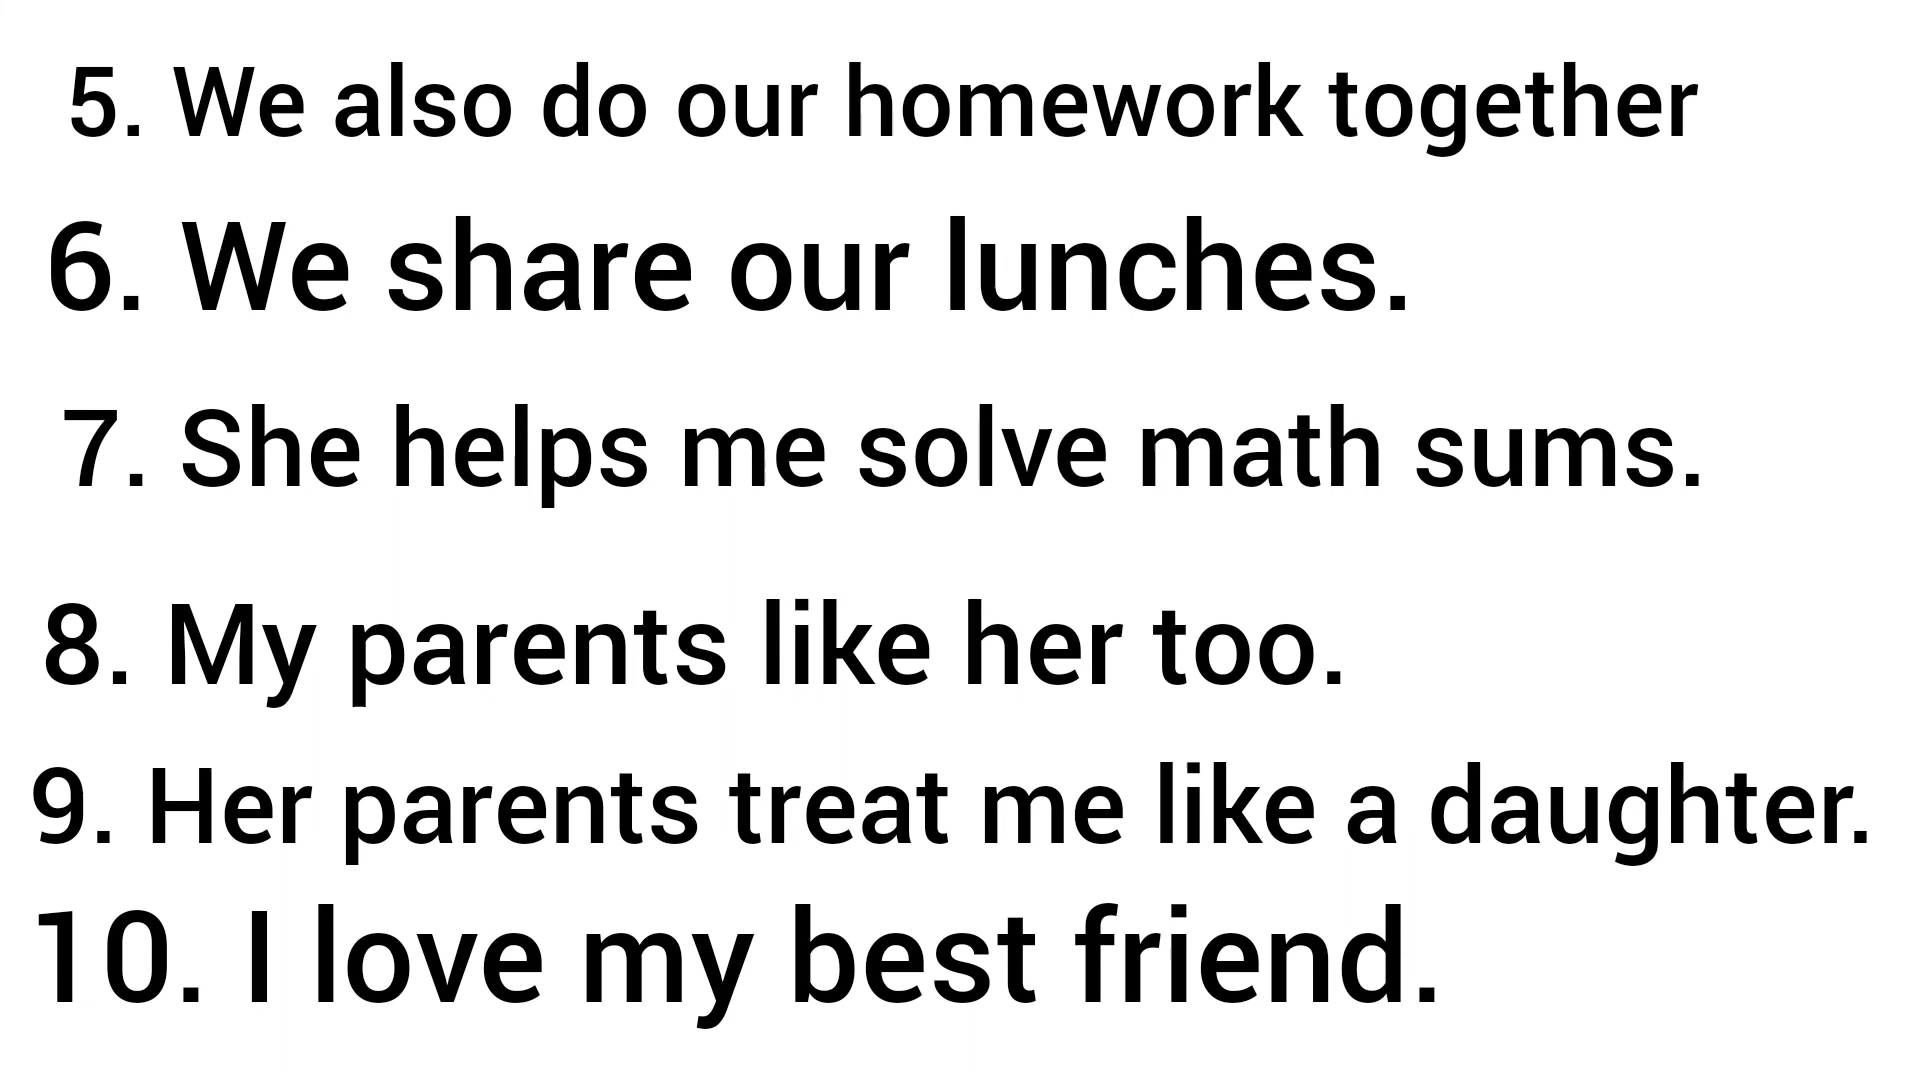 5. We also do our homework together
6. We share our lunches.
7. She helps me solve math sums.
8. My parents like her too.
9. Her parents treat me like a daughter.
10. I love my best friend.